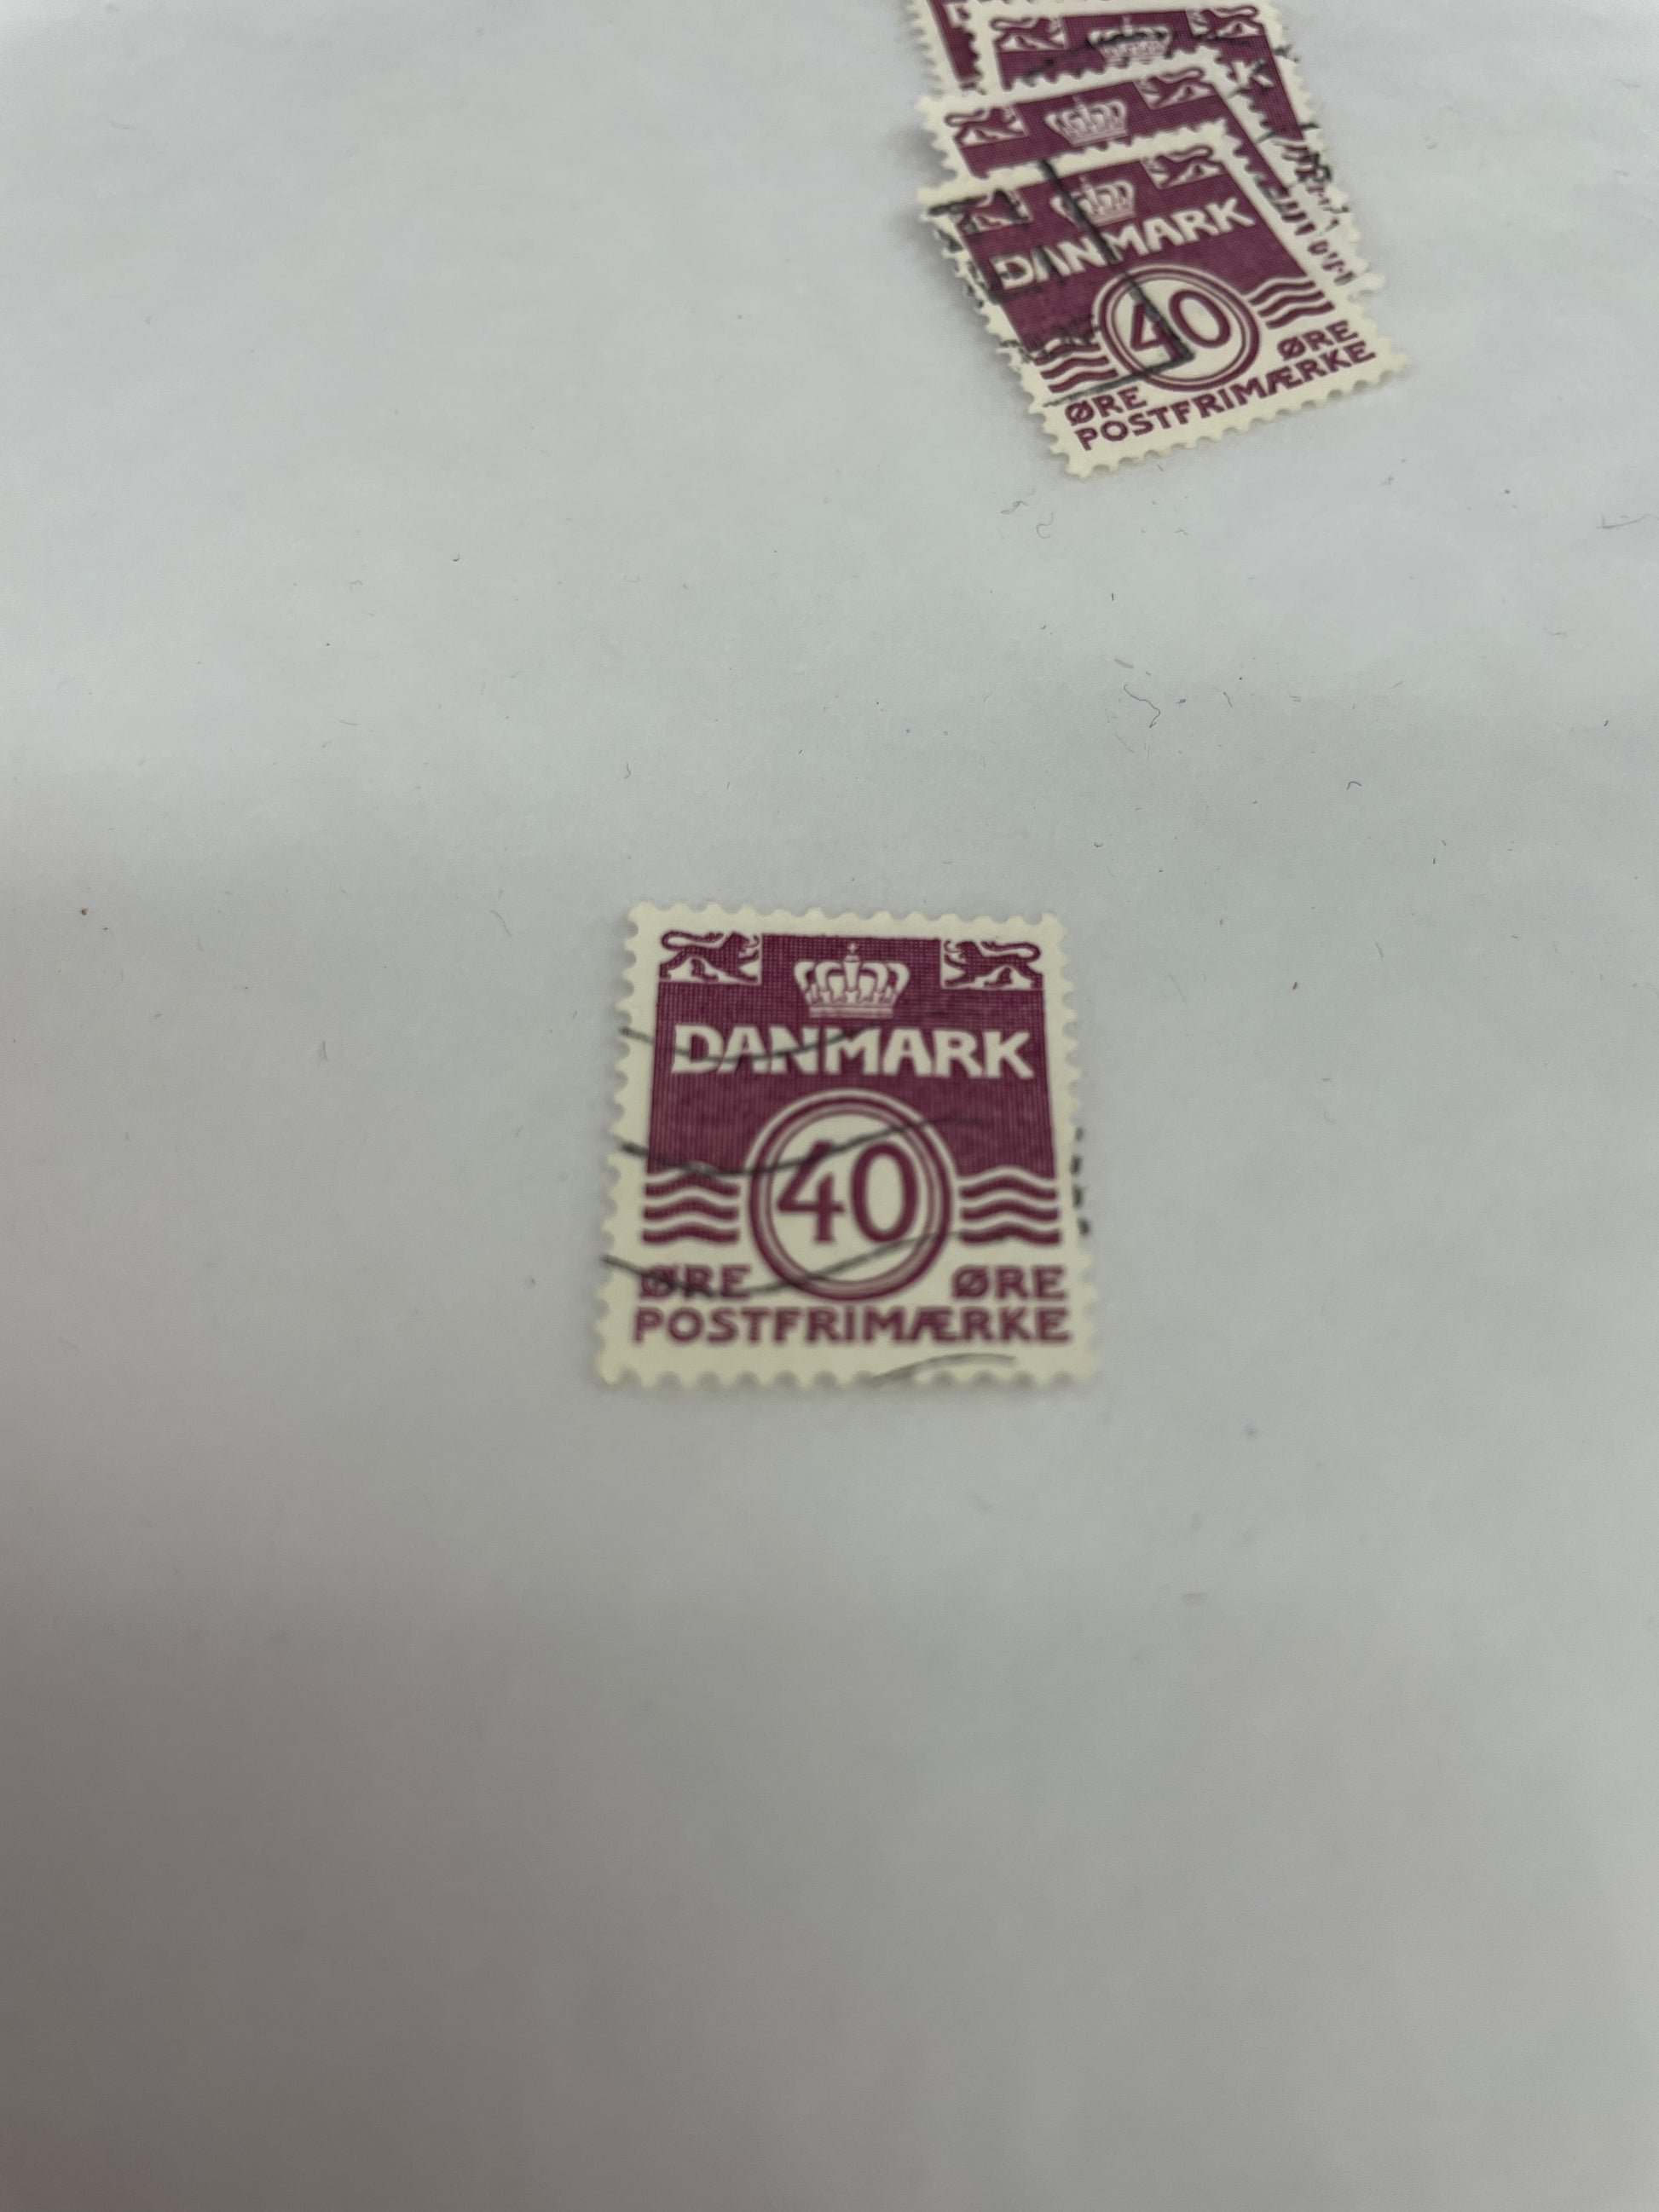 K
DANMARK
40
ØRE ØRE
POSTFRIMÆRKE
DANMARK
40
ØRE ØRE
POSTFRIMÆRKE